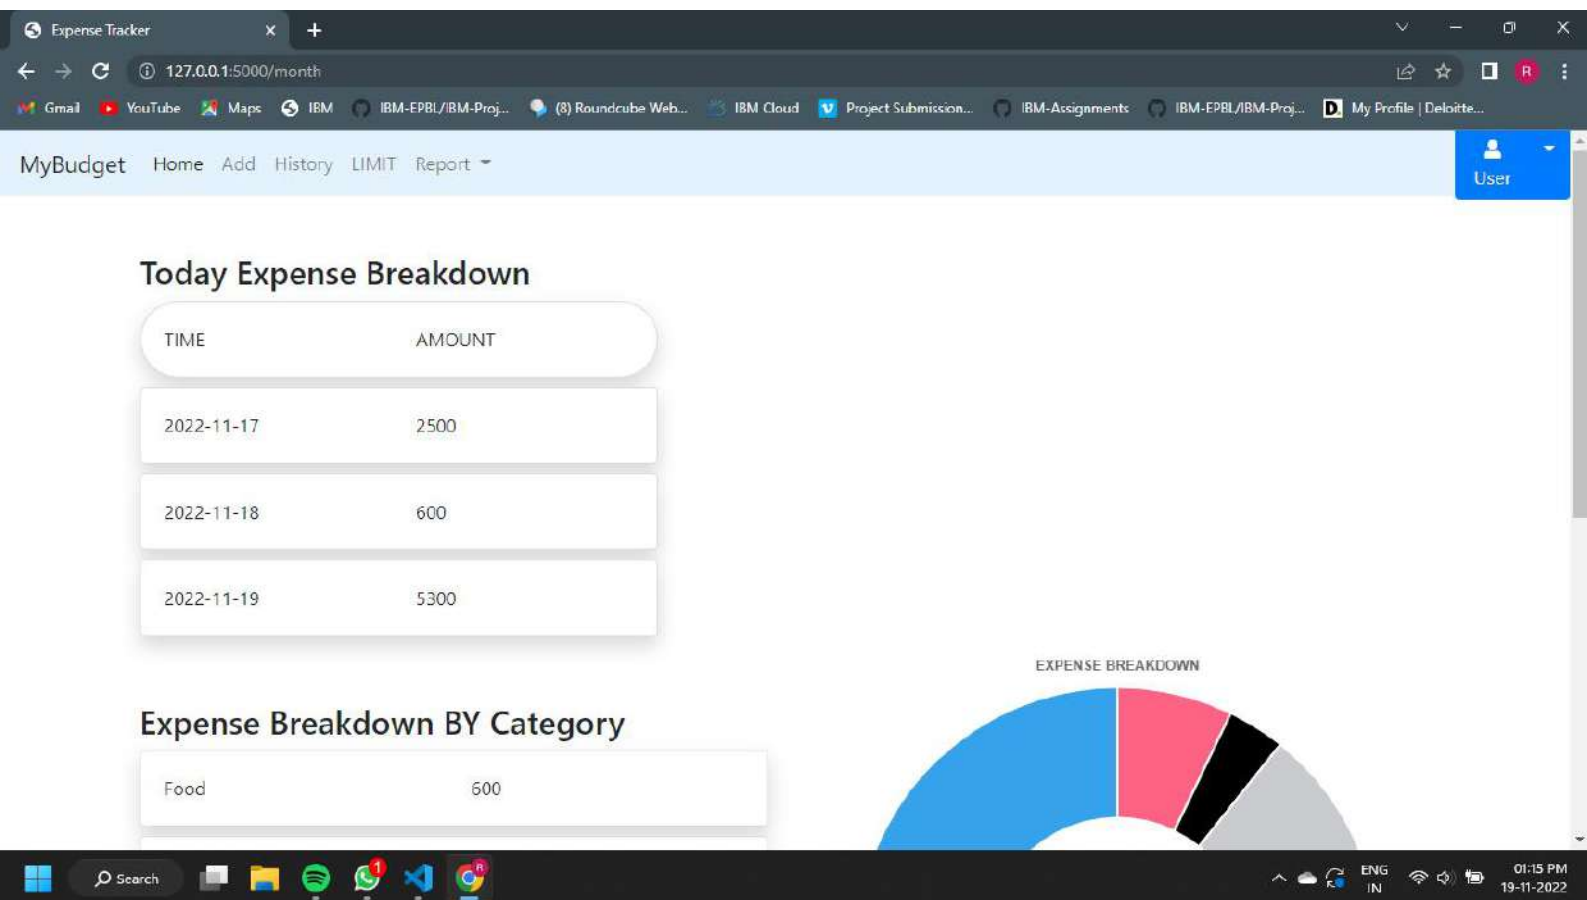 Expense Tracker
127.0.0.1:5000/month
R
Gmail YouTube Maps IBM IBM-EPBL/IBM-Proj... (8) Roundcube Web... IBM Cloud Project Submission... IBM-Assignments IBM-EPBL/IBM-Proj... D. My Profile | Deloitte...
MyBudget Home Add History LIMIT Report
User
Today Expense Breakdown
TIME AMOUNT
2022-11-17 2500
2022-11-18 600
2022-11-19 5300
EXPENSE BREAKDOWN
Expense Breakdown BY Category
Food 600
Search
1
R
ENG
IN
01:15 PM
19-11-2022